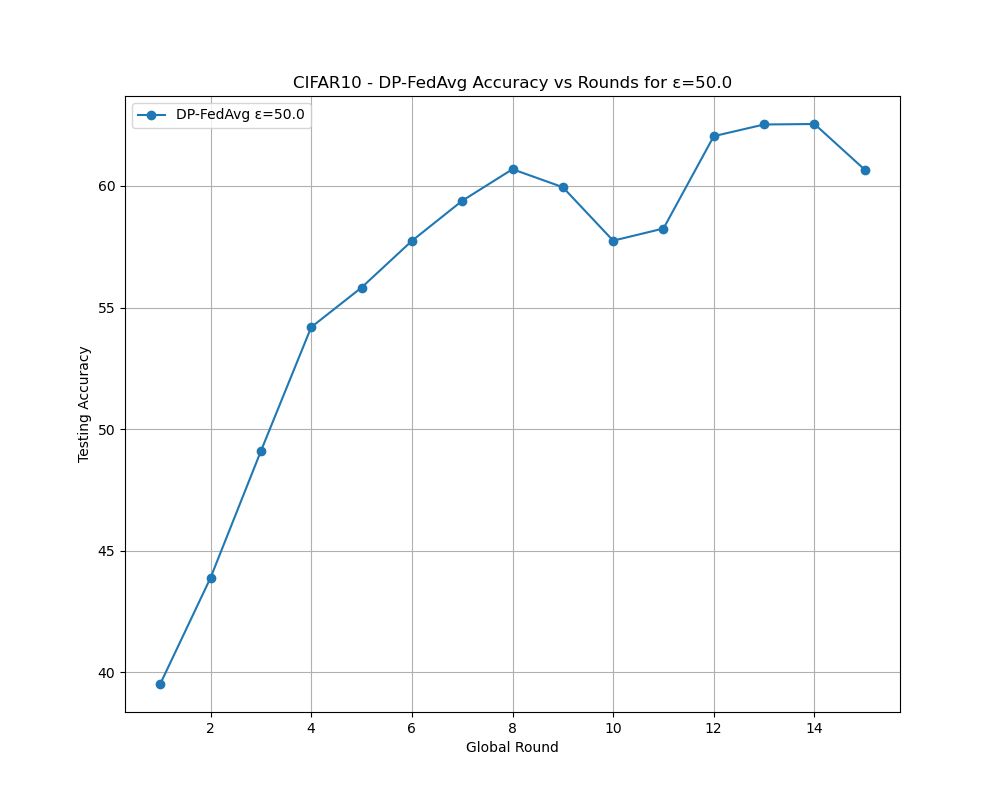 CIFAR10 - DP-FedAvg Accuracy vs Rounds for ε=50.0
DP-FedAvg ε=50.0
Testing Accuracy
60
55
50
45
40
2 4 6 8 10 12 14
Global Round